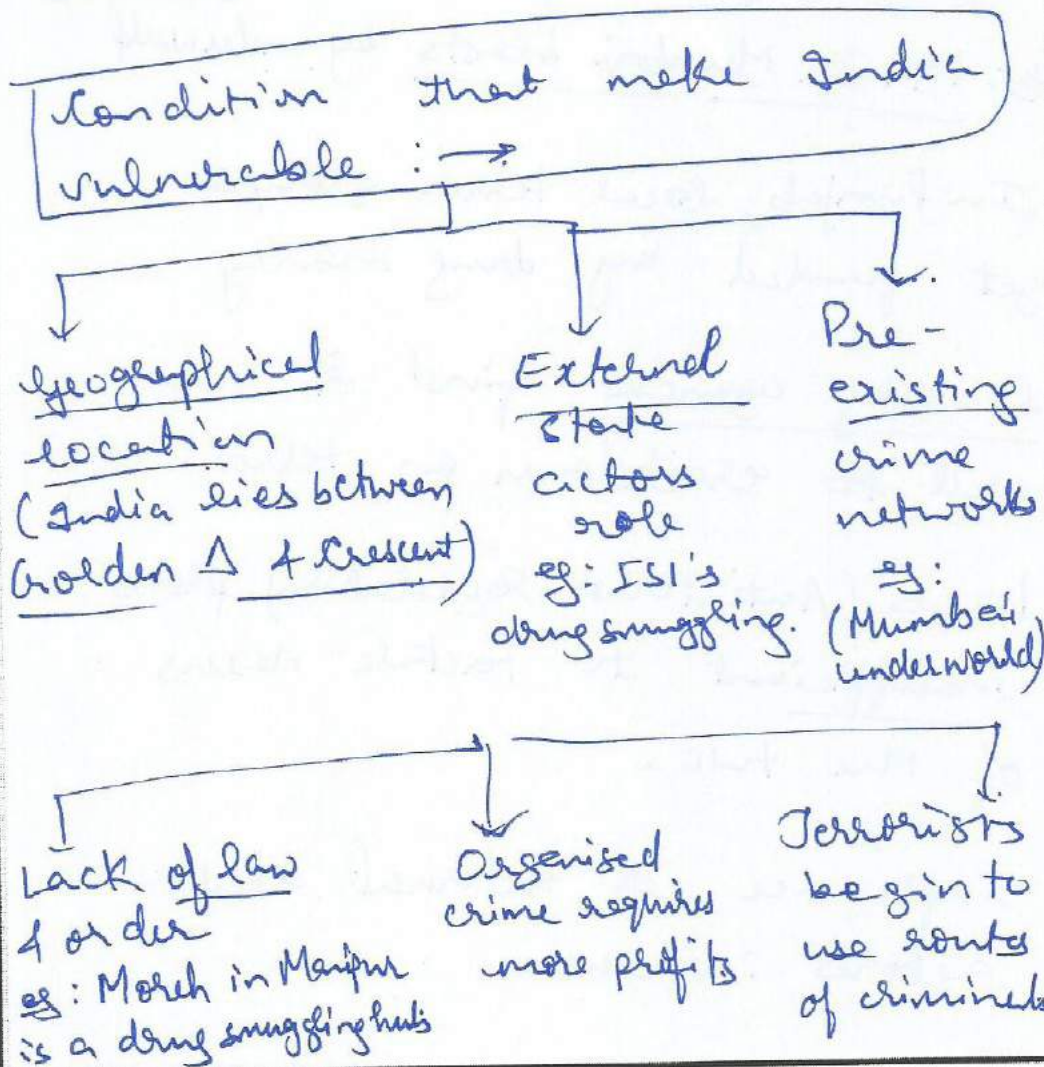 Condition that make India
vulnerable : →
Geographical
location
(India lies between
Golden Δ & Crescent)
External
state
actors
role
eg: ISI's
drug smuggling.
Pre-
existing
crime
networks
eg:
(Mumbai
underworld)
Lack of law
& order
eg: Moreh in Manipur
is a drug smuggling hub
Organised
crime requires
more profits
Terrorists
begin to
use routes
of criminals